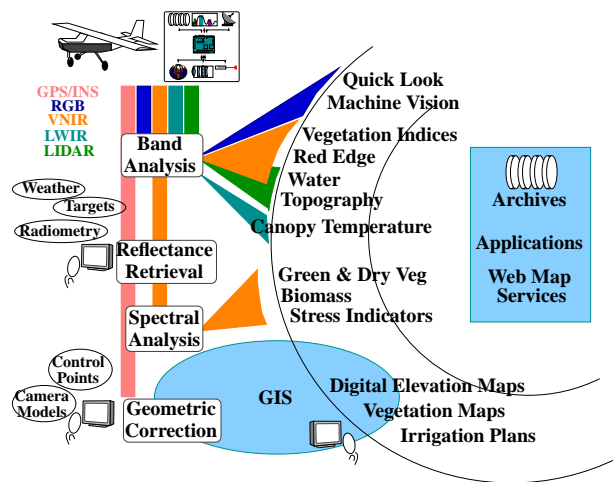 GPS/INS
RGB
VNIR
LWIR
LIDAR
Band
Analysis
Quick Look
Machine Vision
Vegetation Indices
Red Edge
Water
Topography
Canopy Temperature
Weather
Targets
Radiometry
Reflectance
Retrieval
Green & Dry Veg
Biomass
Stress Indicators
Spectral
Analysis
Archives
Applications
Web Map
Services
Control
Points
Camera
Models
Geometric
Correction
GIS
Digital Elevation Maps
Vegetation Maps
Irrigation Plans